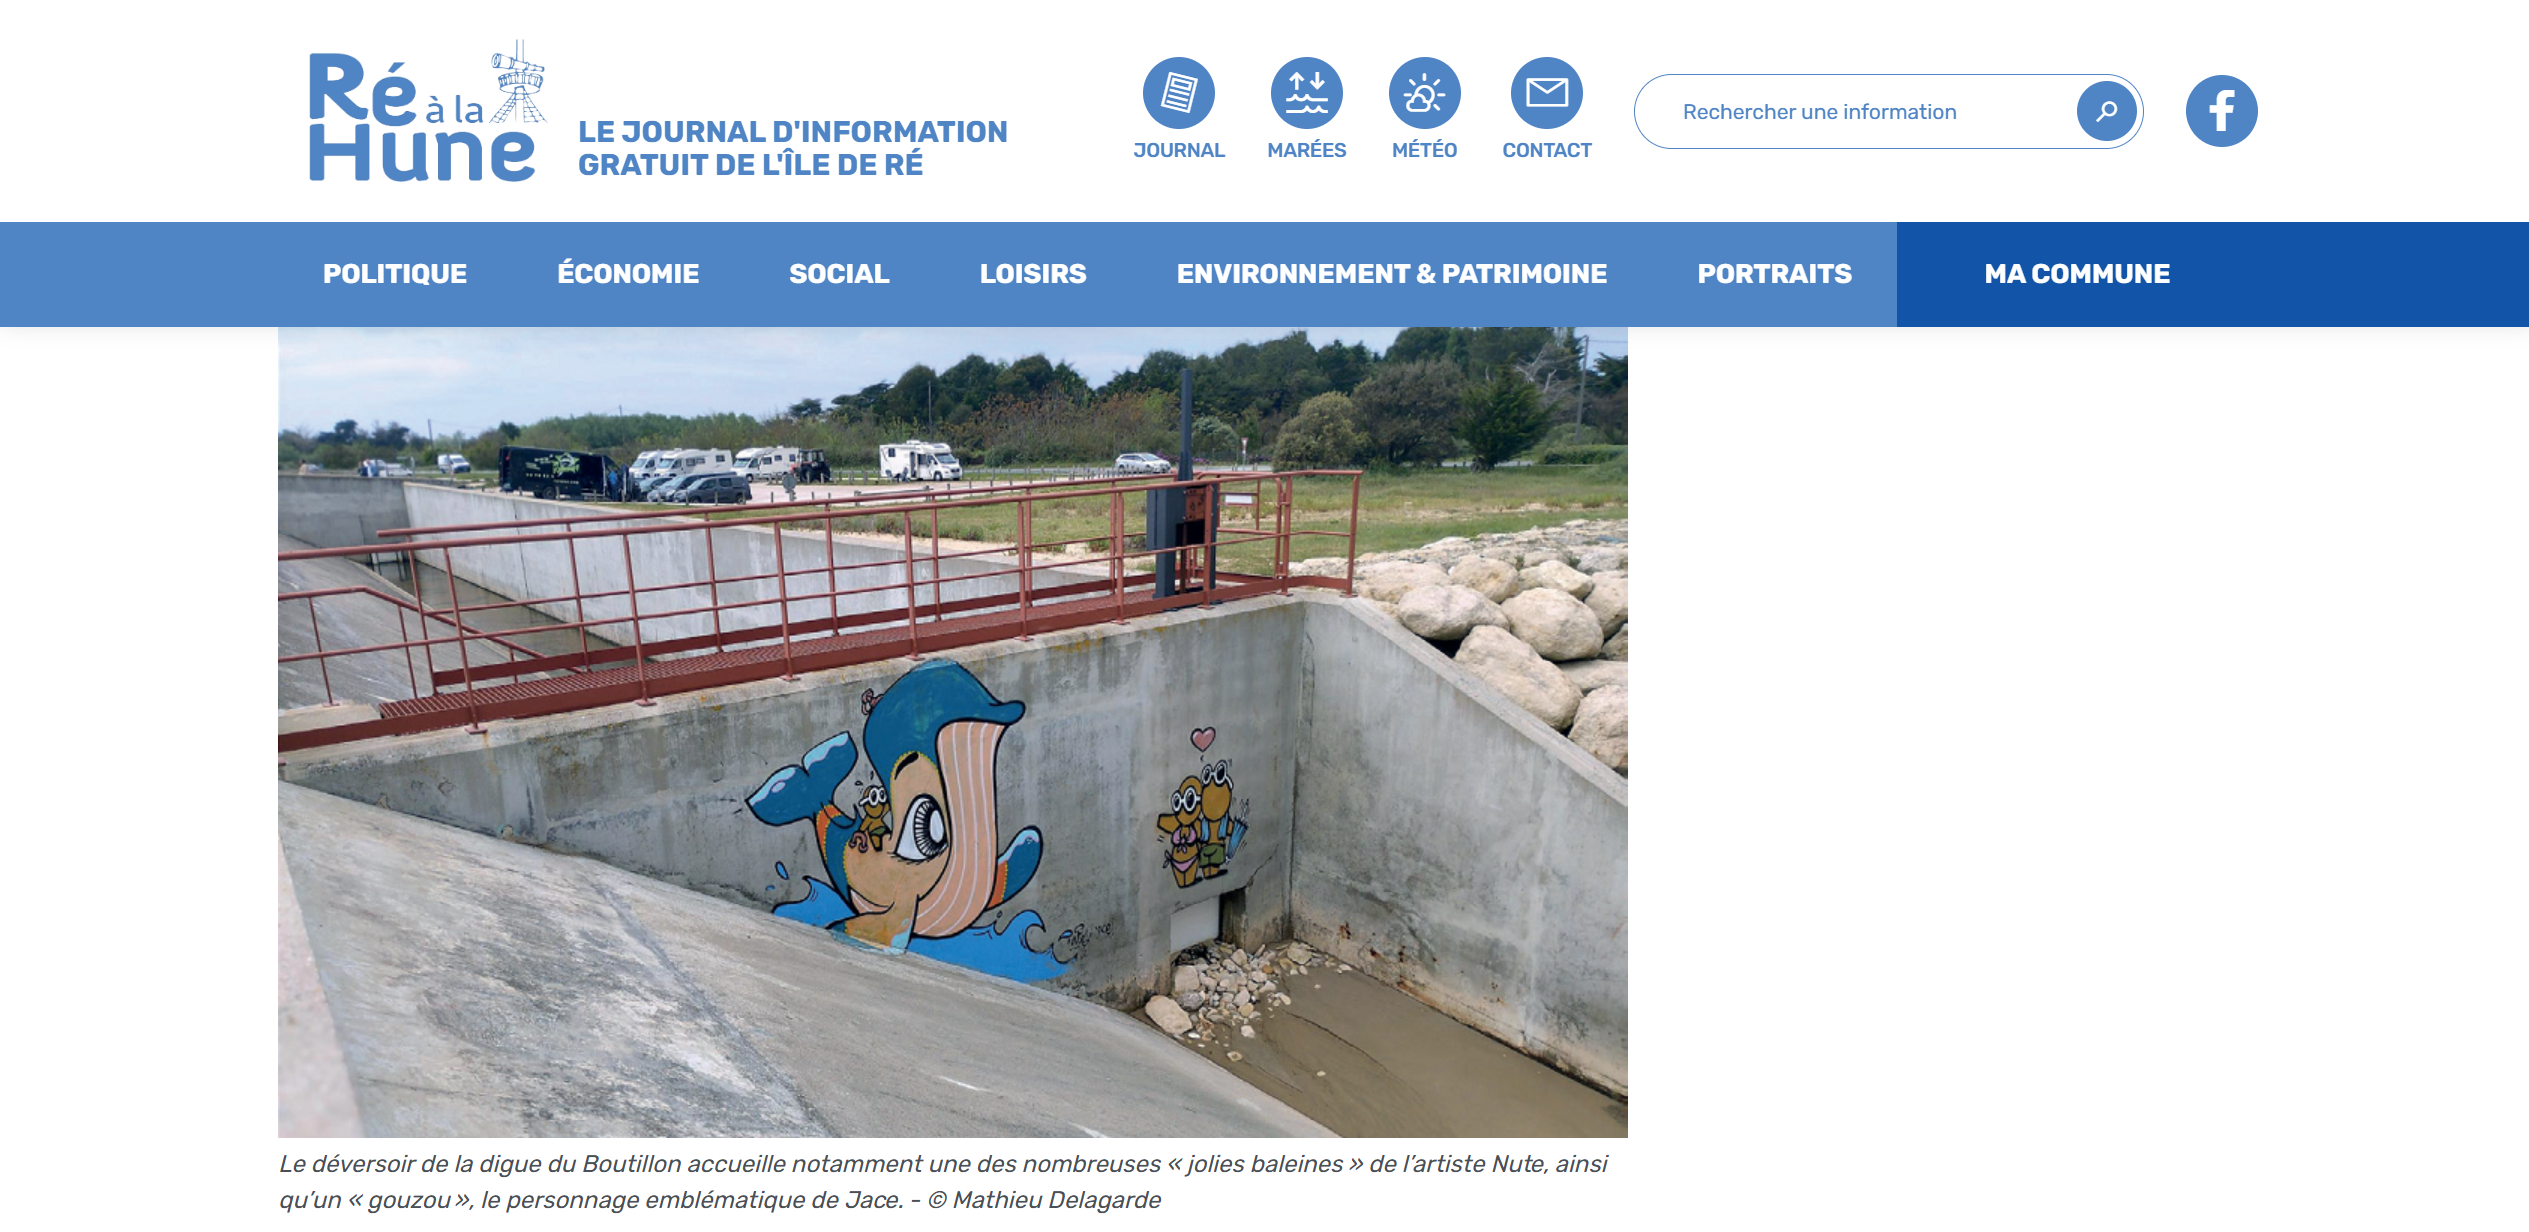 Ré à la
Hune
LE JOURNAL D'INFORMATION
GRATUIT DE L'ÎLE DE RÉ
JOURNAL
MARÉES
MÉTÉO
CONTACT
Rechercher une information
POLITIQUE
ÉCONOMIE
SOCIAL
LOISIRS
ENVIRONNEMENT & PATRIMOINE
PORTRAITS
MA COMMUNE
Le déversoir de la digue du Boutillon accueille notamment une des nombreuses « jolies baleines » de l’artiste Nute, ainsi
qu’un « gouzou », le personnage emblématique de Jace. - © Mathieu Delagarde